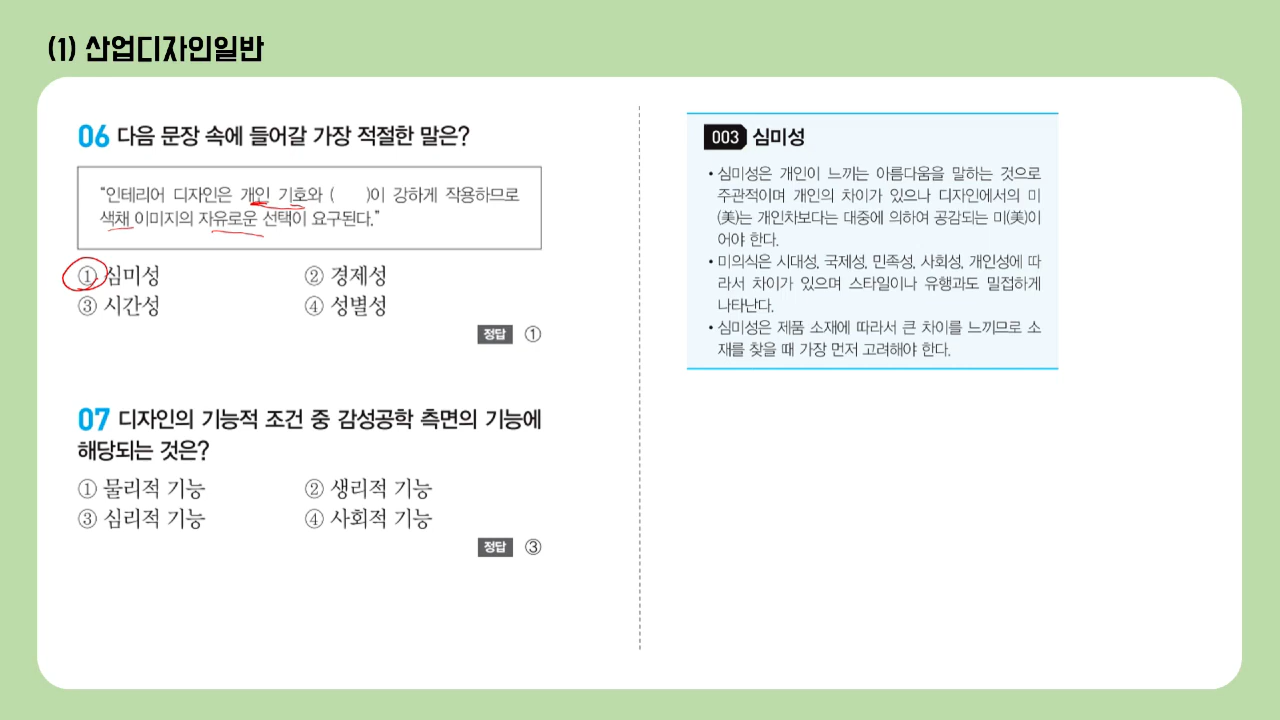 (1) 산업디자인일반
06 다음 문장 속에 들어갈 가장 적절한 말은?
“인테리어 디자인은 개인 기호와 (     )이 강하게 작용하므로
색채 이미지의 자유로운 선택이 요구된다.”
① 심미성 ② 경제성
③ 시간성 ④ 성별성
정답 ①
07 디자인의 기능적 조건 중 감성공학 측면의 기능에
해당되는 것은?
① 물리적 기능 ② 생리적 기능
③ 심리적 기능 ④ 사회적 기능
정답 ③
003 심미성
• 심미성은 개인이 느끼는 아름다움을 말하는 것으로
주관적이며 개인의 차이가 있으나 디자인에서의 미
(美)는 개인차보다는 대중에 의하여 공감되는 미(美)이
어야 한다.
• 미의식은 시대성, 국제성, 민족성, 사회성, 개인성에 따
라서 차이가 있으며 스타일이나 유행과도 밀접하게
나타난다.
• 심미성은 제품 소재에 따라서 큰 차이를 느끼므로 소
재를 찾을 때 가장 먼저 고려해야 한다.